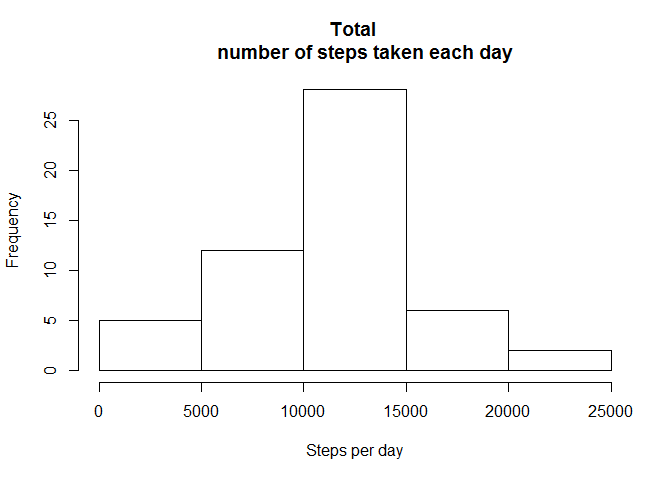 Total
number of steps taken each day
25
20
15
10
5
0
Frequency
0 5000 10000 15000 20000 25000
Steps per day